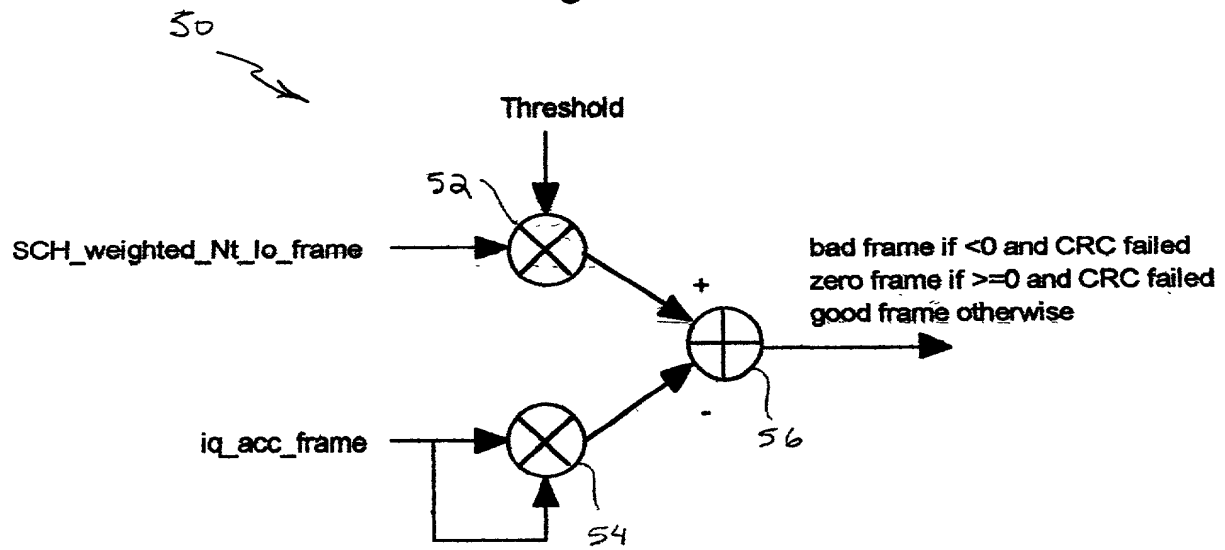 50
Threshold
52
SCH_weighted_Nt_Io_frame
bad frame if <0 and CRC failed
zero frame if >=0 and CRC failed
good frame otherwise
+
-
56
iq_acc_frame
54